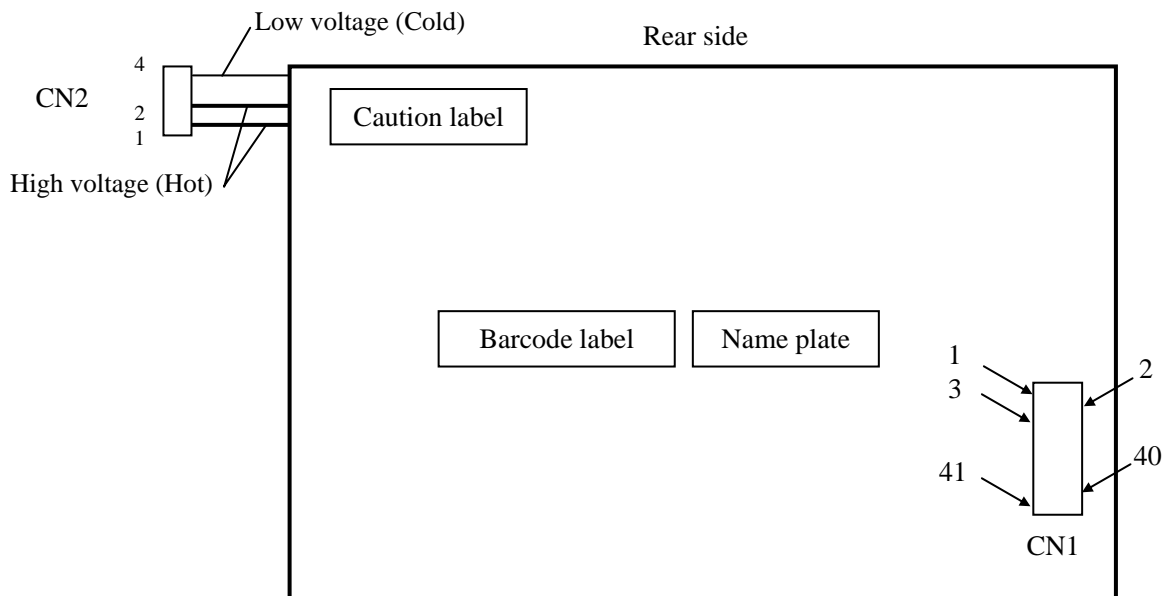 Low voltage (Cold)
Rear side
4
CN2
2
1
Caution label
High voltage (Hot)
Barcode label
Name plate
1
2
3
41
40
CN1